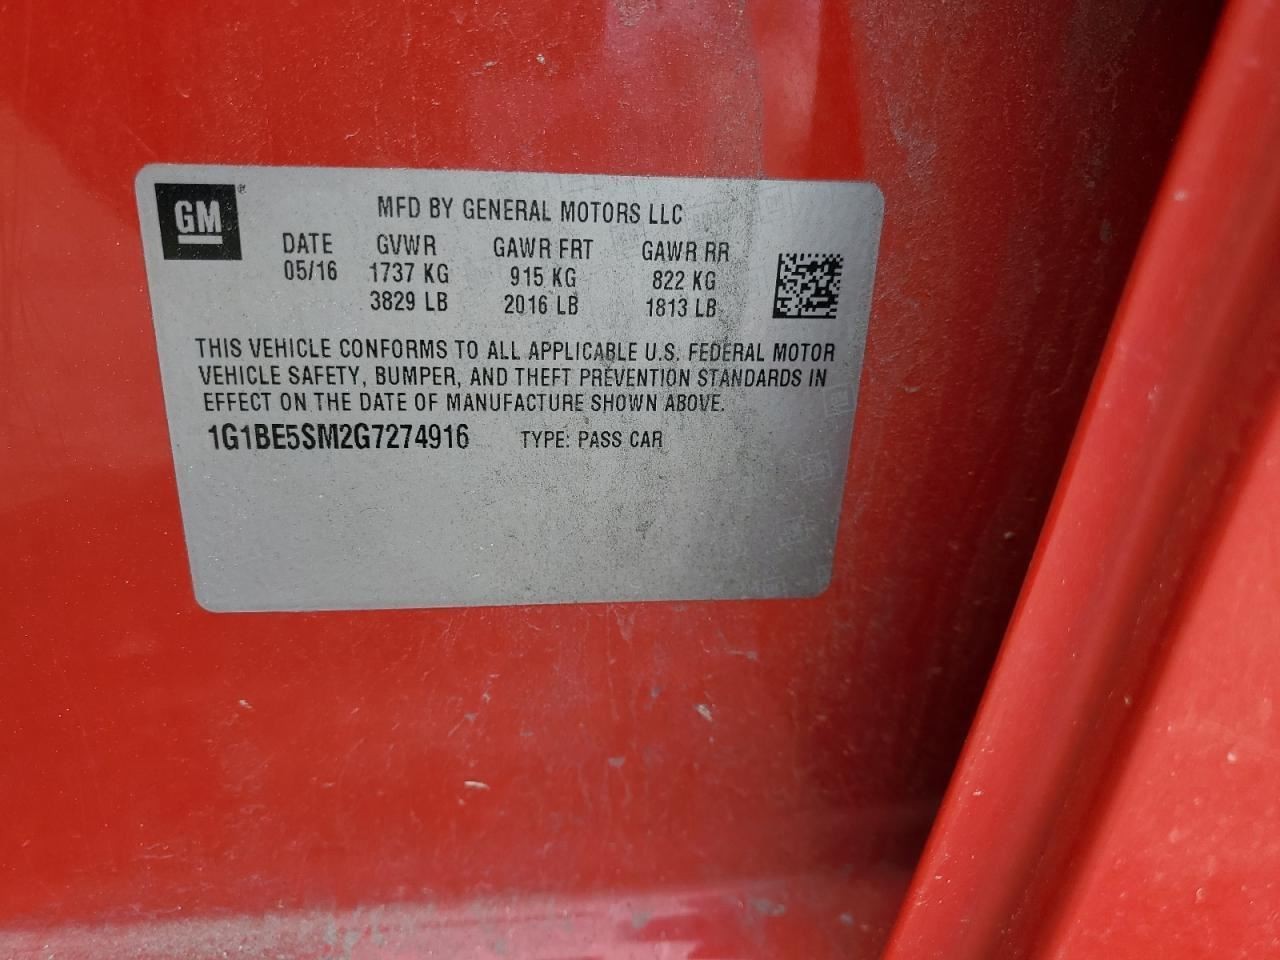 GM®
MFD BY GENERAL MOTORS LLC
DATE GVWR GAWR FRT GAWR RR
05/16 1737 KG 915 KG 822 KG
3829 LB 2016 LB 1813 LB
THIS VEHICLE CONFORMS TO ALL APPLICABLE U.S. FEDERAL MOTOR
VEHICLE SAFETY, BUMPER, AND THEFT PREVENTION STANDARDS IN
EFFECT ON THE DATE OF MANUFACTURE SHOWN ABOVE.
1G1BE5SM2G7274916 TYPE: PASS CAR